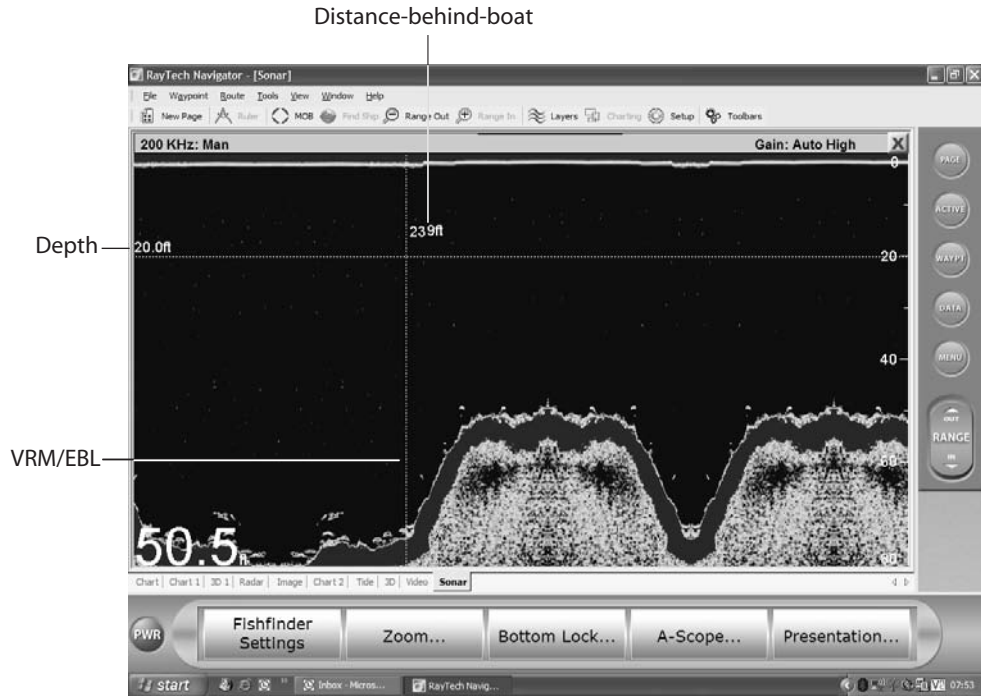 Distance-behind-boat
RayTech Navigator - [Sonar]
File Waypoint Route Tools View Window Help
New Page Ruler MOB Find Ship Range Out Range In Layers Charting Setup Toolbars
200 KHz: Man Gain: Auto High X
0
PAGE
ACTIVE
239ft
Depth
20.0ft
20
WAYPT
DATA
40
MENU
OUT
RANGE
IN
VRM/EBL
60
50.5ft
80
Chart Chart 1 3D 1 Radar Image Chart 2 Tide 3D Video Sonar
PWR
Fishfinder Settings
Zoom...
Bottom Lock...
A-Scope...
Presentation...
start
Inbox - Micros...
RayTech Navig...
07:53